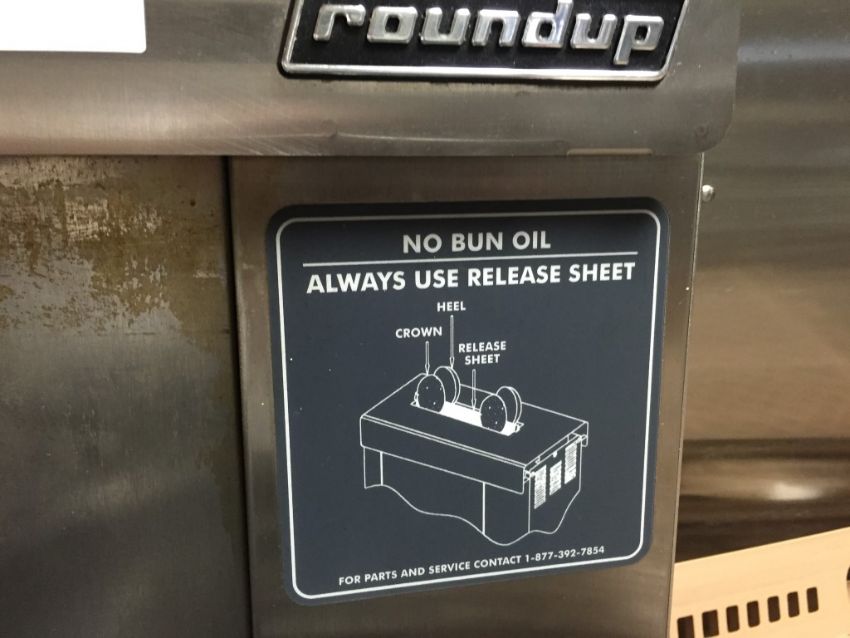 roundup
NO BUN OIL
ALWAYS USE RELEASE SHEET
HEEL
CROWN
RELEASE
SHEET
FOR PARTS AND SERVICE CONTACT 1-877-392-7854